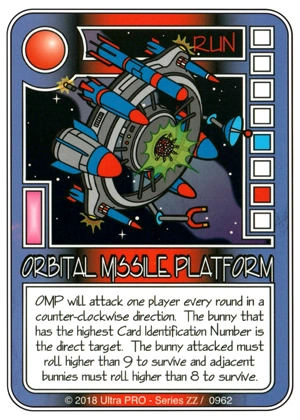 RUN
ORBITAL MISSILE PLATFORM
OMP will attack one player every round in a
counter-clockwise direction. The bunny that
has the highest Card Identification Number is
the direct target. The bunny attacked must
roll higher than 9 to survive and adjacent
bunnies must roll higher than 8 to survive.
© 2018 Ultra PRO - Series ZZ / 0962